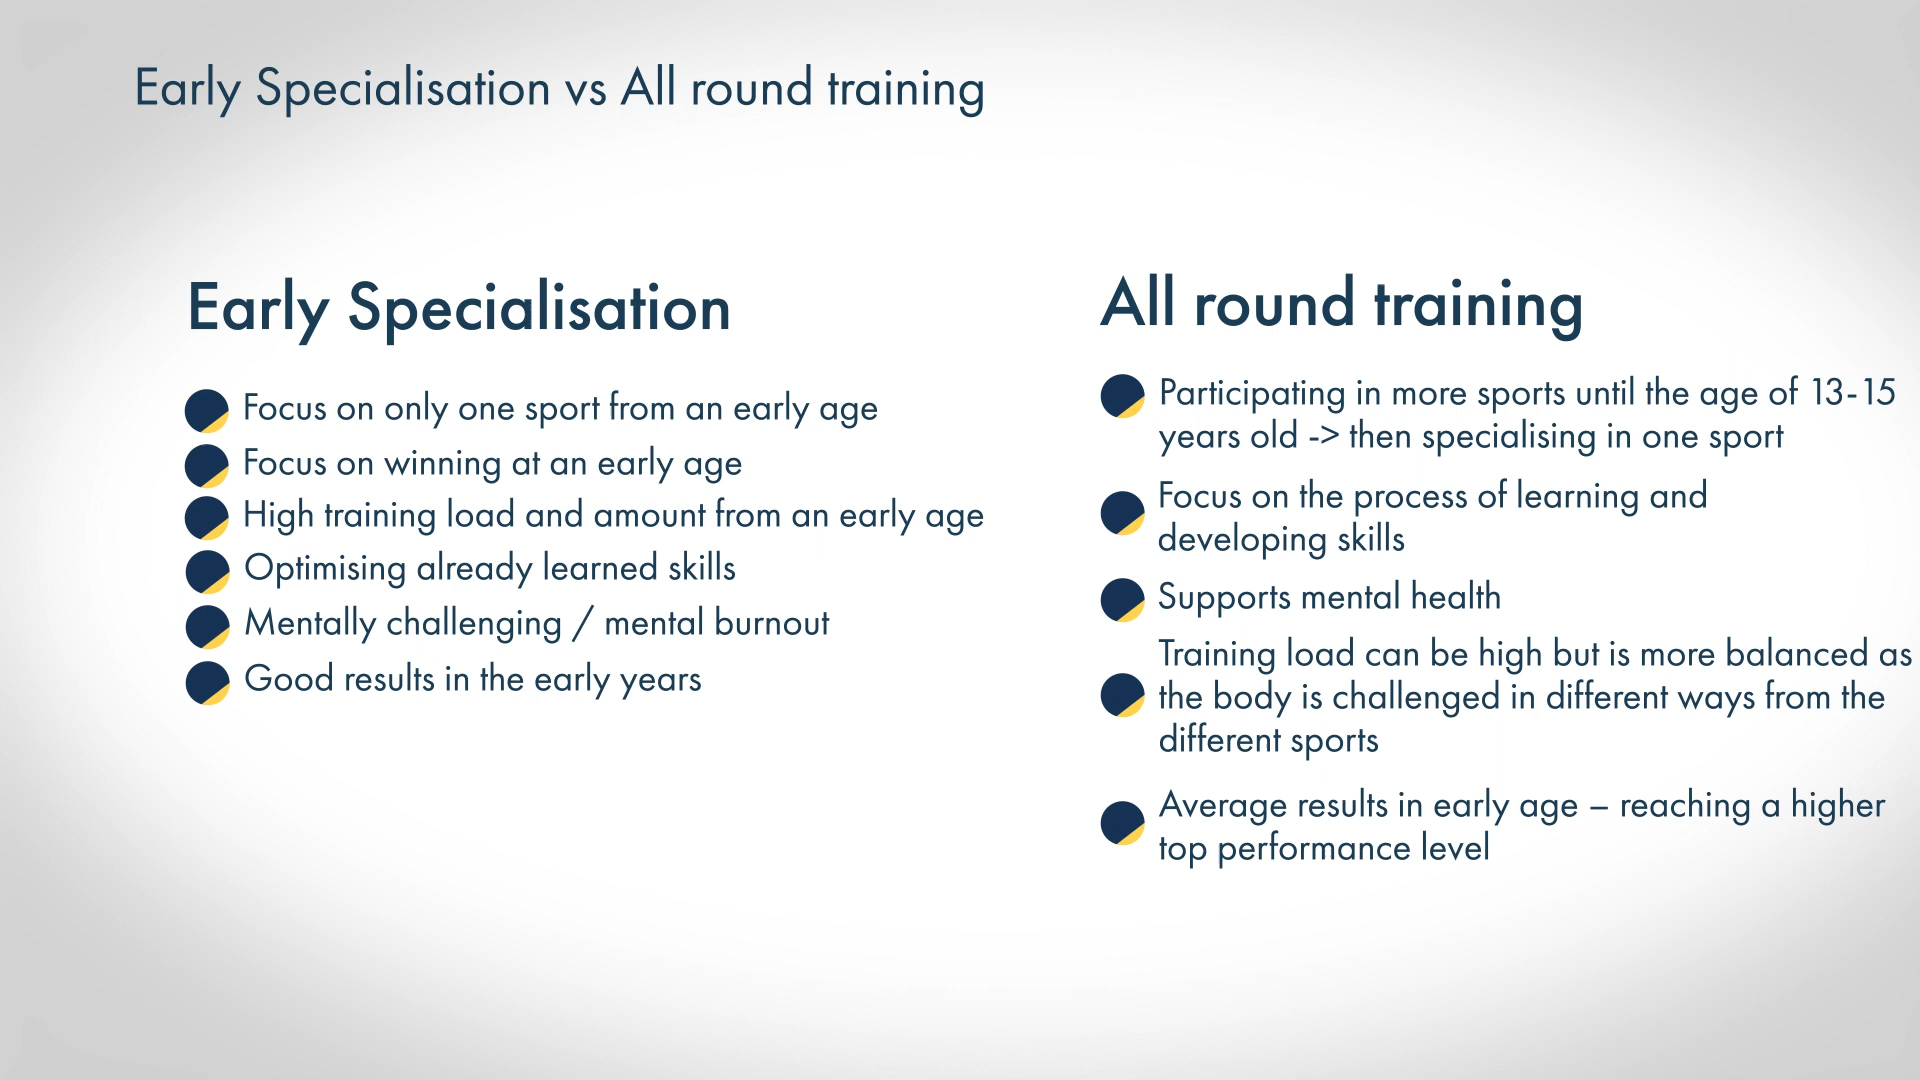 Early Specialisation vs All round training
Early Specialisation
Focus on only one sport from an early age
Focus on winning at an early age
High training load and amount from an early age
Optimising already learned skills
Mentally challenging / mental burnout
Good results in the early years
All round training
Participating in more sports until the age of 13-15
years old -> then specialising in one sport
Focus on the process of learning and
developing skills
Supports mental health
Training load can be high but is more balanced as
the body is challenged in different ways from the
different sports
Average results in early age – reaching a higher
top performance level